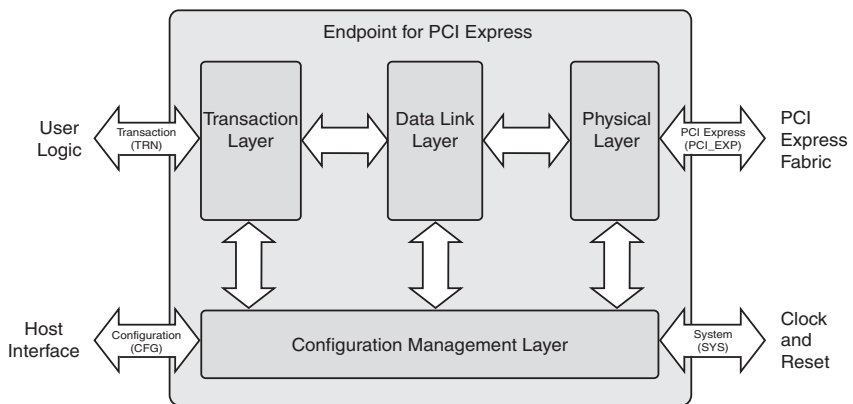 Endpoint for PCI Express
User
Logic
Transaction
(TRN)
Transaction
Layer
Data Link
Layer
Physical
Layer
PCI Express
(PCI_EXP)
PCI
Express
Fabric
Host
Interface
Configuration
(CFG)
Configuration Management Layer
System
(SYS)
Clock
and
Reset